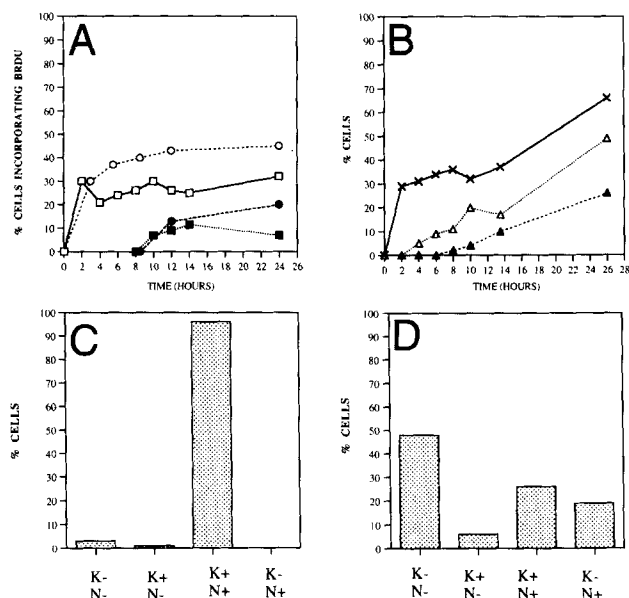 A
% CELLS INCORPORATING BRDU
100
90
80
70
60
50
40
30
20
10
0
0 2 4 6 8 10 12 14 16 18 20 22 24 26
TIME (HOURS)
B
% CELLS
100
90
80
70
60
50
40
30
20
10
0
0 2 4 6 8 10 12 14 16 18 20 22 24 26 28
TIME (HOURS)
C
% CELLS
100
90
80
70
60
50
40
30
20
10
0
K- K+ K+ K-
N- N- N+ N+
D
% CELLS
100
90
80
70
60
50
40
30
20
10
0
K- K+ K+ K-
N- N- N+ N+